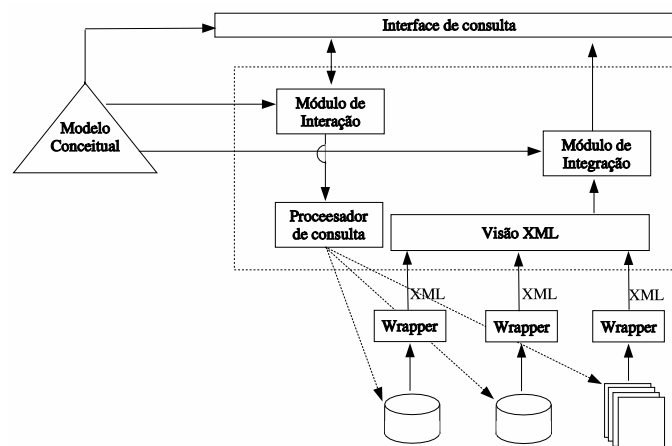 Interface de consulta
Módulo de
Interação
Modelo
Conceitual
Módulo de
Integração
Proceesador
de consulta
Visão XML
XML
XML
XML
Wrapper
Wrapper
Wrapper